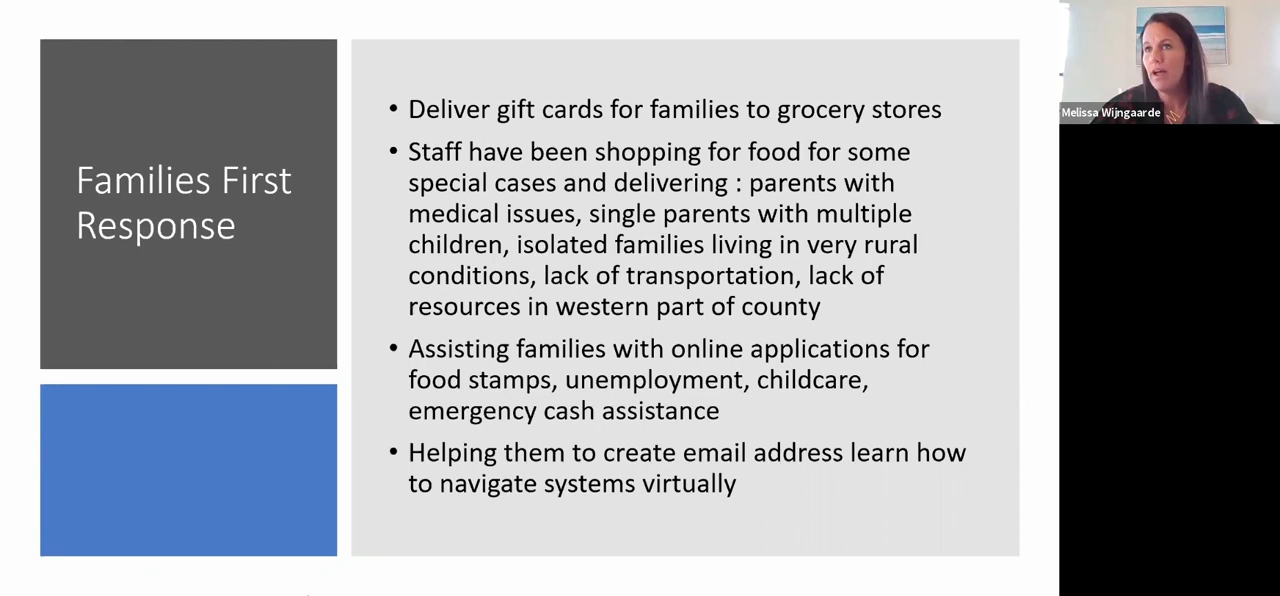 Families First
Response
• Deliver gift cards for families to grocery stores
• Staff have been shopping for food for some
special cases and delivering : parents with
medical issues, single parents with multiple
children, isolated families living in very rural
conditions, lack of transportation, lack of
resources in western part of county
• Assisting families with online applications for
food stamps, unemployment, childcare,
emergency cash assistance
• Helping them to create email address learn how
to navigate systems virtually
Melissa Wijngaarde